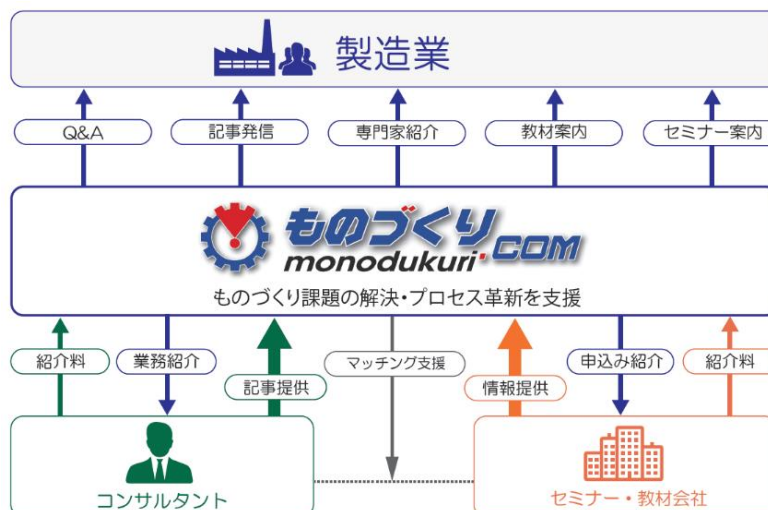 製造業
Q&A
記事発信
専門家紹介
教材案内
セミナー案内
ものづくり.COM
monodukuri.
ものづくり課題の解決・プロセス革新を支援
紹介料
業務紹介
記事提供
マッチング支援
情報提供
申込み紹介
紹介料
コンサルタント
セミナー・教材会社